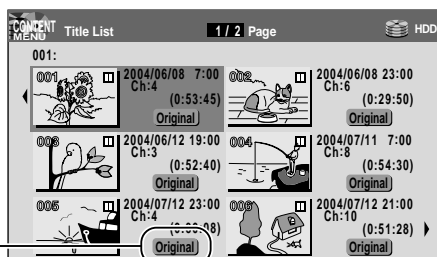 CONTENT
MENU
Title List
1 / 2 Page
HDD
001:
001
2004/06/08 7:00
Ch:4
(0:53:45)
Original
002
2004/06/08 23:00
Ch:6
(0:29:50)
Original
003
2004/06/12 19:00
Ch:3
(0:52:40)
Original
004
2004/07/11 7:00
Ch:8
(0:54:30)
Original
005
2004/07/12 23:00
Ch:4
Original
006
2004/07/12 21:00
Ch:10
(0:51:28)
Original